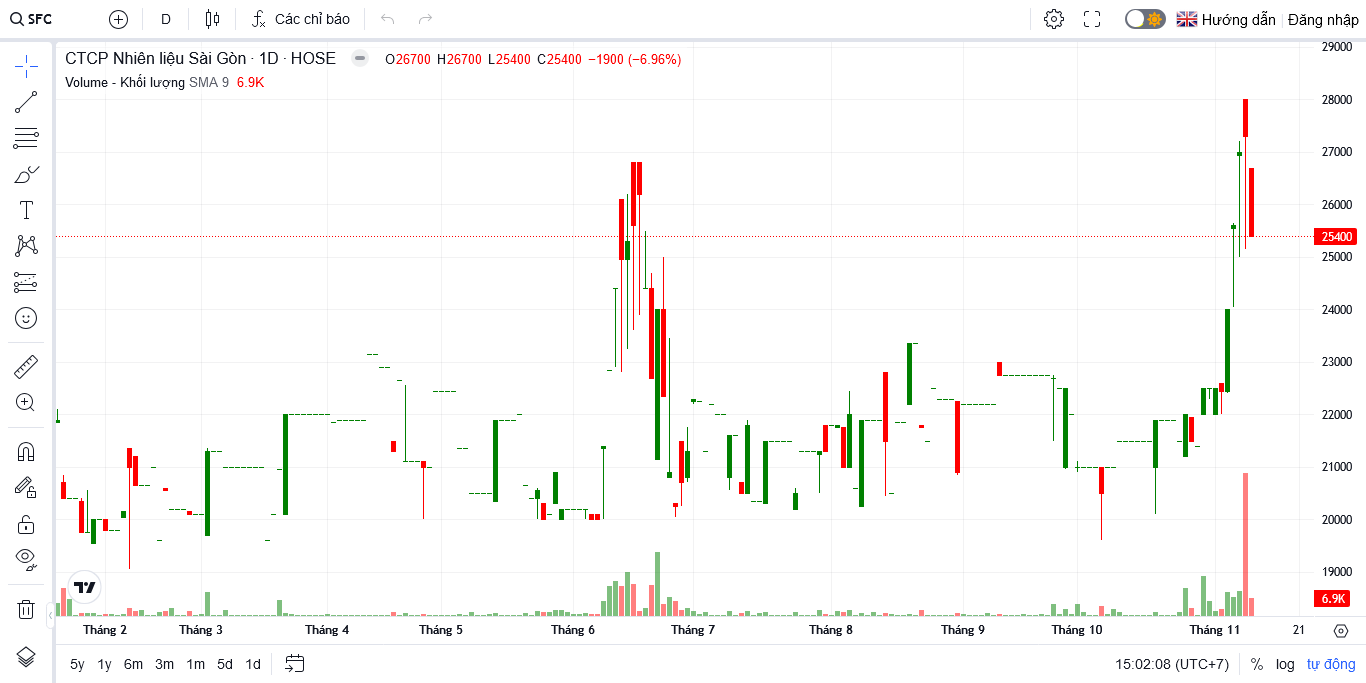 SFC
D
Các chỉ báo
Hướng dẫn
Đăng nhập
CTCP Nhiên liệu Sài Gòn · 1D · HOSE
O26700 H26700 L25400 C25400 −1900 (−6.96%)
Volume - Khối lượng SMA 9 6.9K
29000
28000
27000
26000
25400
25000
24000
23000
22000
21000
20000
19000
6.9K
Tháng 2 Tháng 3 Tháng 4 Tháng 5 Tháng 6 Tháng 7 Tháng 8 Tháng 9 Tháng 10 Tháng 11 21
5y 1y 6m 3m 1m 5d 1d
15:02:08 (UTC+7) % log tự động